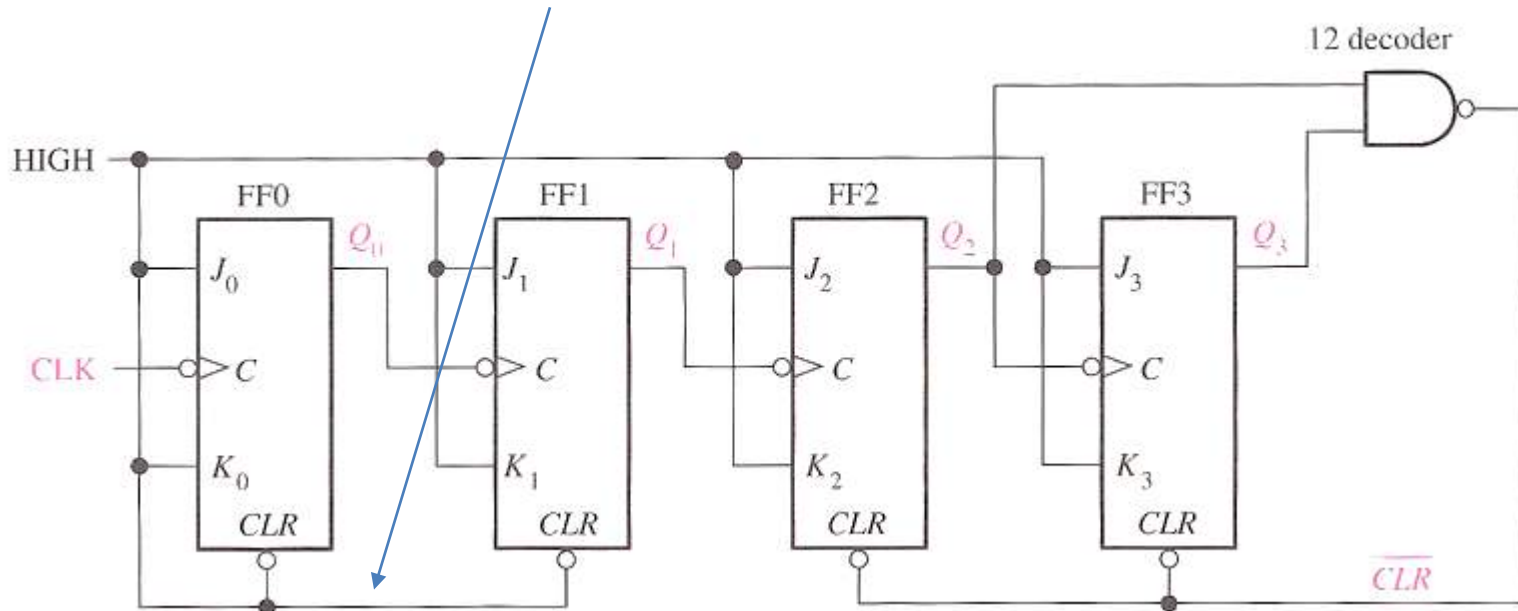 12 decoder
HIGH
FF0
FF1
FF2
FF3
Q₀
Q₁
Q₂
Q₃
J₀
J₁
J₂
J₃
CLK
C
C
C
C
K₀
K₁
K₂
K₃
CLR
CLR
CLR
CLR
C̅L̅R̅